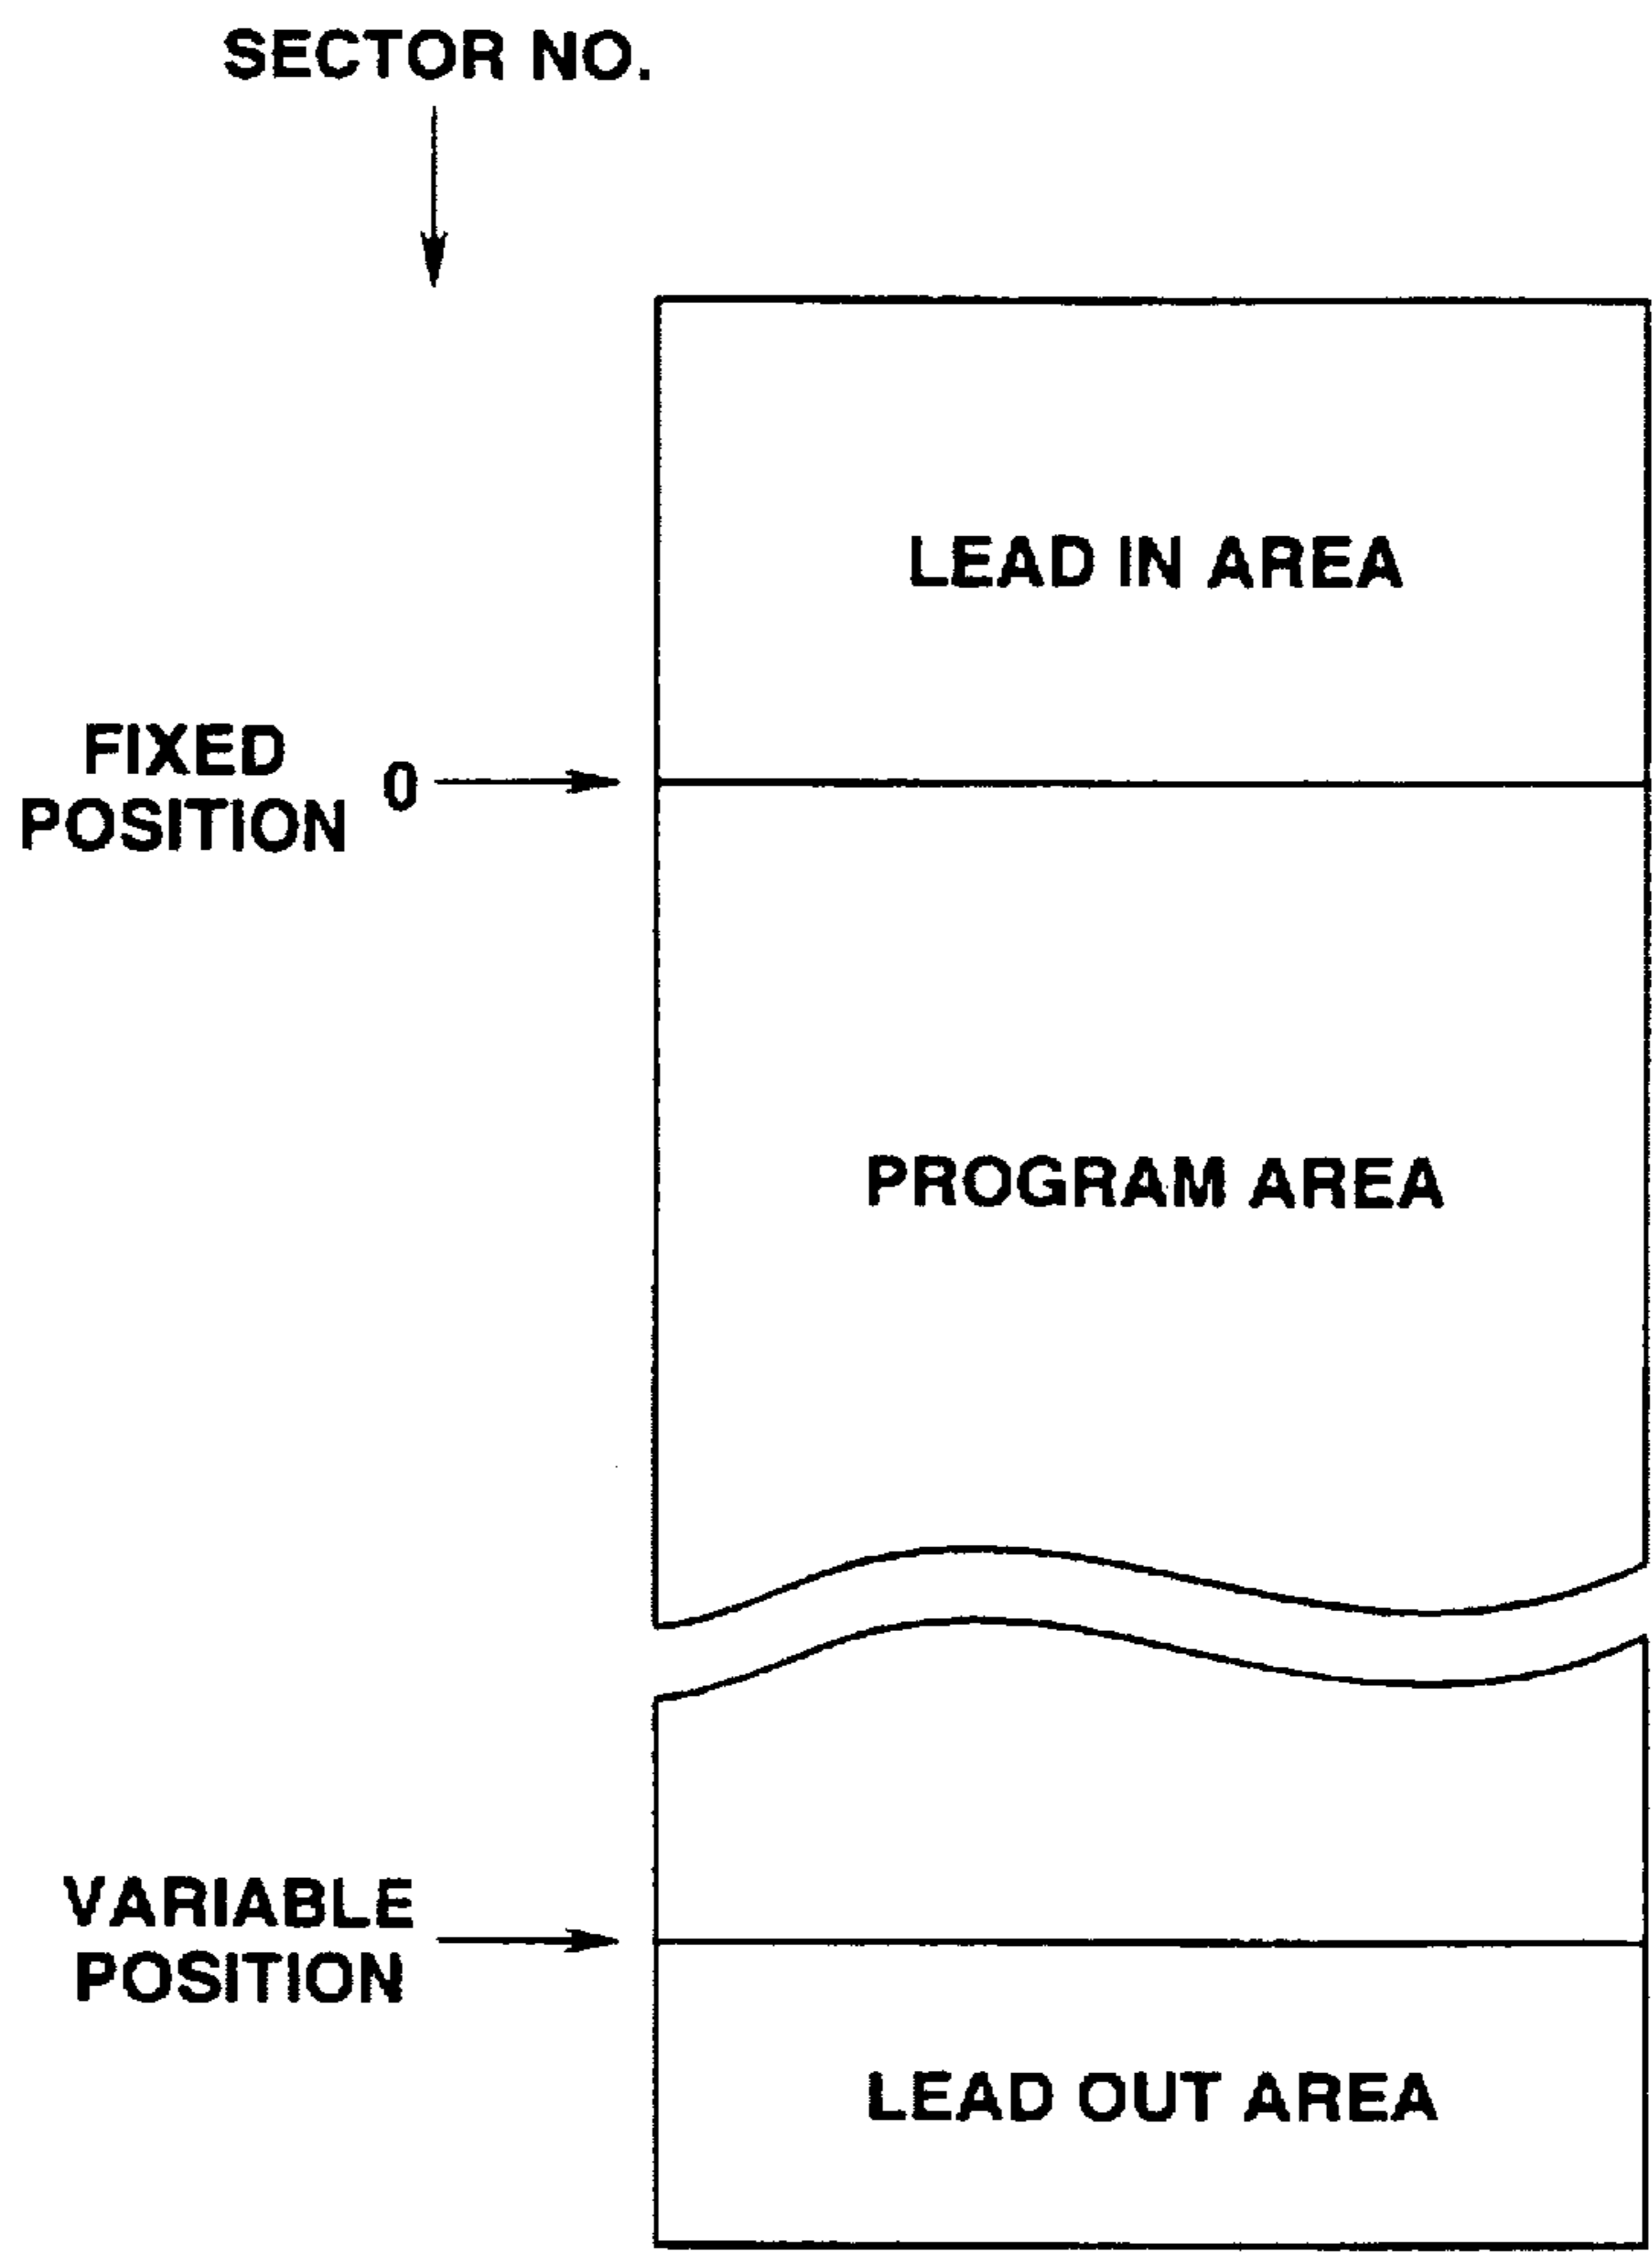 SECTOR NO.
LEAD IN AREA
FIXED
POSITION
0
PROGRAM AREA
VARIABLE
POSITION
LEAD OUT AREA